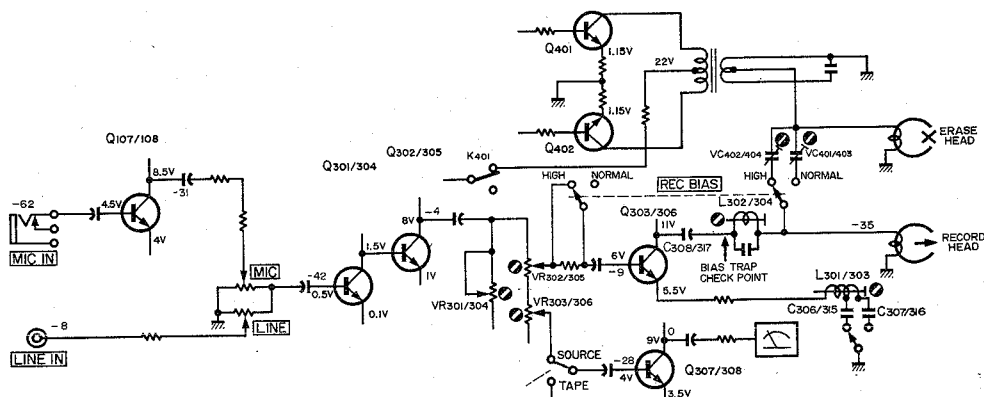 Q401
1.15V
22V
1.15V
Q402
Q107/108
8.5V
-31
4.5V
4V
-62
MIC IN
Q301/304
Q302/305
K401
HIGH
NORMAL
REC BIAS
VC402/404
VC401/403
HIGH
NORMAL
ERASE
HEAD
8V
-4
1.5V
1V
-42
0.5V
0.1V
MIC
LINE
-8
LINE IN
VR301/304
VR302/305
VR303/306
Q303/306
11V
C308/317
6V
-9
5.5V
L302/304
BIAS TRAP
CHECK POINT
-35
RECORD
HEAD
L301/303
C306/315
C307/316
SOURCE
TAPE
-28
4V
9V
0
Q307/308
3.5V